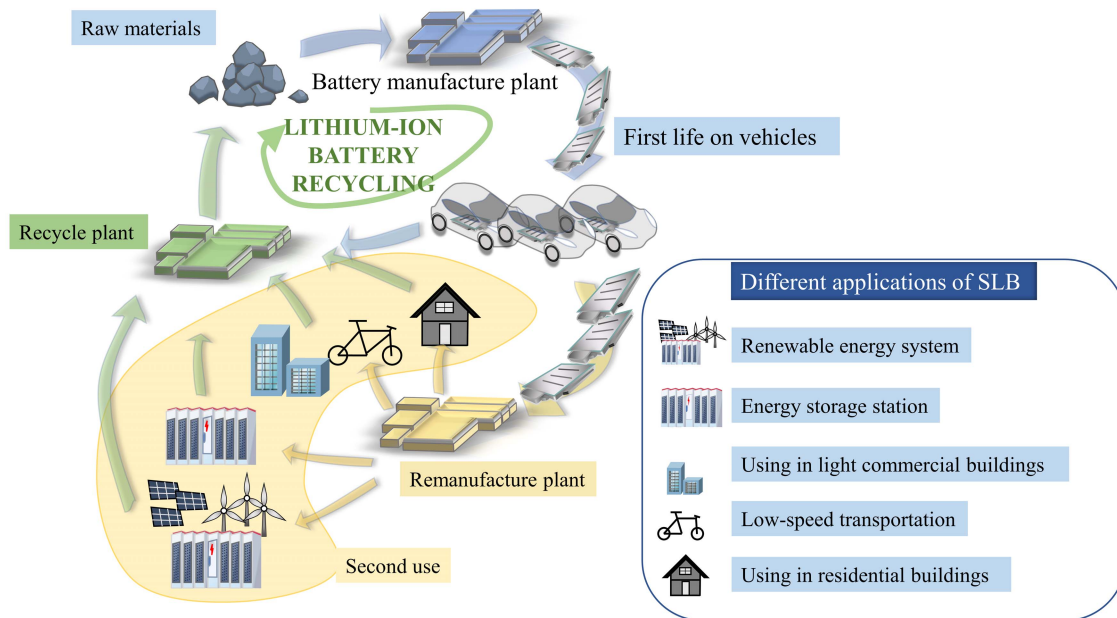 Raw materials
Battery manufacture plant
LITHIUM-ION
BATTERY
RECYCLING
First life on vehicles
Recycle plant
Remanufacture plant
Second use
Different applications of SLB
Renewable energy system
Energy storage station
Using in light commercial buildings
Low-speed transportation
Using in residential buildings